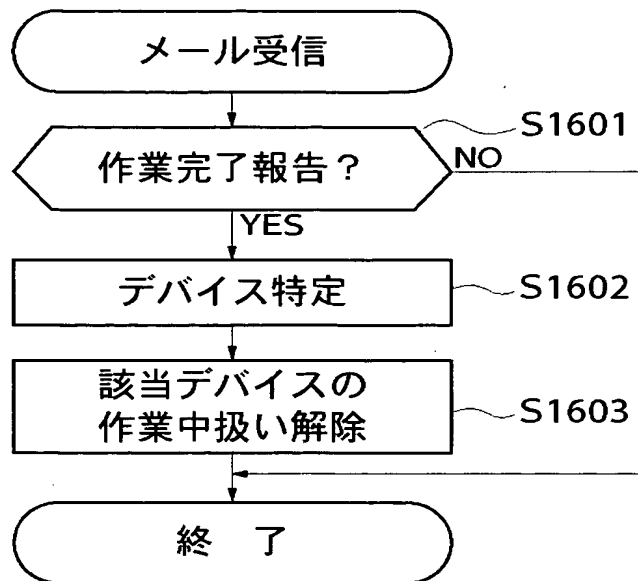 メール受信
S1601
作業完了報告？
NO
YES
デバイス特定
S1602
該当デバイスの
作業中扱い解除
S1603
終　了